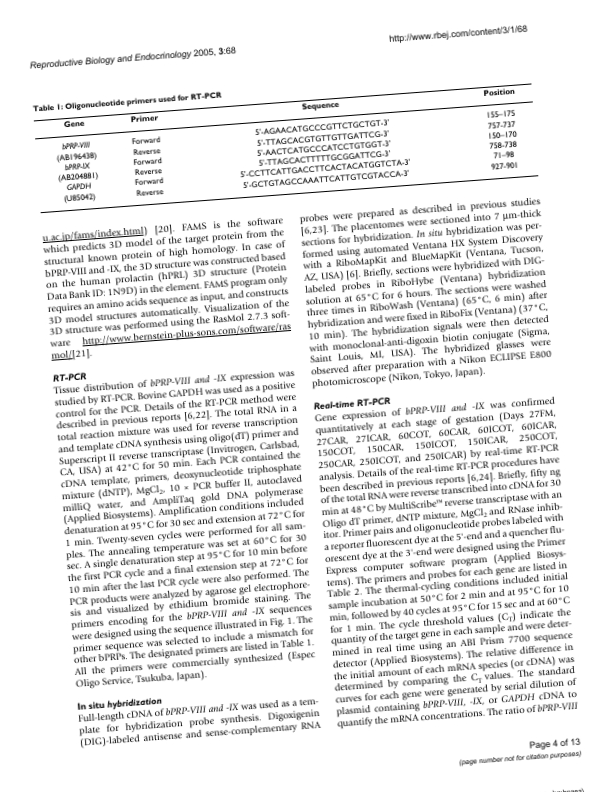 Reproductive Biology and Endocrinology 2005, 3:68
http://www.rbej.com/content/3/1/68
Table 1: Oligonucleotide primers used for RT-PCR
Gene Primer Sequence Position
bPRP-VIII Forward 5'-AGAACATGCCCGTTCTGCTGT-3' 155–175
(AB196438) Reverse 5'-TTAGCACGTGTTGTTGATTCG-3' 757-737
bPRP-IX Forward 5'-AACTCATGCCCATCCTGTGGT-3' 150–170
(AB204881) Reverse 5'-TTAGCACTTTTTGCGGATTCG-3' 758-738
GAPDH Forward 5'-CCTTCATTGACCTTCACTACATGGTCTA-3' 71–98
(U85042) Reverse 5'-GCTGTAGCCAAATTCATTGTCGTACCA-3' 927-901
u.ac.jp/fams/index.html) [20]. FAMS is the software
which predicts 3D model of the target protein from the
structural known protein of high homology. In case of
bPRP-VIII and -IX, the 3D structure was constructed based
on the human prolactin (hPRL) 3D structure (Protein
Data Bank ID: 1N9D) in the element. FAMS program only
requires an amino acids sequence as input, and constructs
3D model structures automatically. Visualization of the
3D structure was performed using the RasMol 2.7.3 soft-
ware http://www.bernstein-plus-sons.com/software/ras
mol/[21].
RT-PCR
Tissue distribution of bPRP-VIII and -IX expression was
studied by RT-PCR. Bovine GAPDH was used as a positive
control for the PCR. Details of the RT-PCR method were
described in previous reports [6,22]. The total RNA in a
total reaction mixture was used for reverse transcription
and template cDNA synthesis using oligo(dT) primer and
Superscript II reverse transcriptase (Invitrogen, Carlsbad,
CA, USA) at 42°C for 50 min. Each PCR contained the
cDNA template, primers, deoxynucleotide triphosphate
mixture (dNTP), MgCl2, 10 × PCR buffer II, autoclaved
milliQ water, and AmpliTaq gold DNA polymerase
(Applied Biosystems). Amplification conditions included
denaturation at 95°C for 30 sec and extension at 72°C for
1 min. Twenty-seven cycles were performed for all sam-
ples. The annealing temperature was set at 60°C for 30
sec. A single denaturation step at 95°C for 10 min before
the first PCR cycle and a final extension step at 72°C for
10 min after the last PCR cycle were also performed. The
PCR products were analyzed by agarose gel electrophore-
sis and visualized by ethidium bromide staining. The
primers encoding for the bPRP-VIII and -IX sequences
were designed using the sequence illustrated in Fig. 1. The
primer sequence was selected to include a mismatch for
other bPRPs. The designated primers are listed in Table 1.
All the primers were commercially synthesized (Espec
Oligo Service, Tsukuba, Japan).
In situ hybridization
Full-length cDNA of bPRP-VIII and -IX was used as a tem-
plate for hybridization probe synthesis. Digoxigenin
(DIG)-labeled antisense and sense-complementary RNA
probes were prepared as described in previous studies
[6,23]. The placentomes were sectioned into 7 μm-thick
sections for hybridization. In situ hybridization was per-
formed using automated Ventana HX System Discovery
with a RiboMapKit and BlueMapKit (Ventana, Tucson,
AZ, USA) [6]. Briefly, sections were hybridized with DIG-
labeled probes in RiboHybe (Ventana) hybridization
solution at 65°C for 6 hours. The sections were washed
three times in RiboWash (Ventana) (65°C, 6 min) after
hybridization and were fixed in RiboFix (Ventana) (37°C,
10 min). The hybridization signals were then detected
with monoclonal-anti-digoxin biotin conjugate (Sigma,
Saint Louis, MI, USA). The hybridized glasses were
observed after preparation with a Nikon ECLIPSE E800
photomicroscope (Nikon, Tokyo, Japan).
Real-time RT-PCR
Gene expression of bPRP-VIII and -IX was confirmed
quantitatively at each stage of gestation (Days 27FM,
27CAR, 27ICAR, 60COT, 60CAR, 60ICOT, 60ICAR,
150COT, 150CAR, 150ICOT, 150ICAR, 250COT,
250CAR, 250ICOT, and 250ICAR) by real-time RT-PCR
analysis. Details of the real-time RT-PCR procedures have
been described in previous reports [6,24]. Briefly, fifty ng
of the total RNA were reverse transcribed into cDNA for 30
min at 48°C by MultiScribe™ reverse transcriptase with an
Oligo dT primer, dNTP mixture, MgCl2 and RNase inhib-
itor. Primer pairs and oligonucleotide probes labeled with
a reporter fluorescent dye at the 5'-end and a quencher flu-
orescent dye at the 3'-end were designed using the Primer
Express computer software program (Applied Biosys-
tems). The primers and probes for each gene are listed in
Table 2. The thermal-cycling conditions included initial
sample incubation at 50°C for 2 min and at 95°C for 10
min, followed by 40 cycles at 95°C for 15 sec and at 60°C
for 1 min. The cycle threshold values (CT) indicate the
quantity of the target gene in each sample and were deter-
mined in real time using an ABI Prism 7700 sequence
detector (Applied Biosystems). The relative difference in
the initial amount of each mRNA species (or cDNA) was
determined by comparing the CT values. The standard
curves for each gene were generated by serial dilution of
plasmid containing bPRP-VIII, -IX, or GAPDH cDNA to
quantify the mRNA concentrations. The ratio of bPRP-VIII
Page 4 of 13
(page number not for citation purposes)